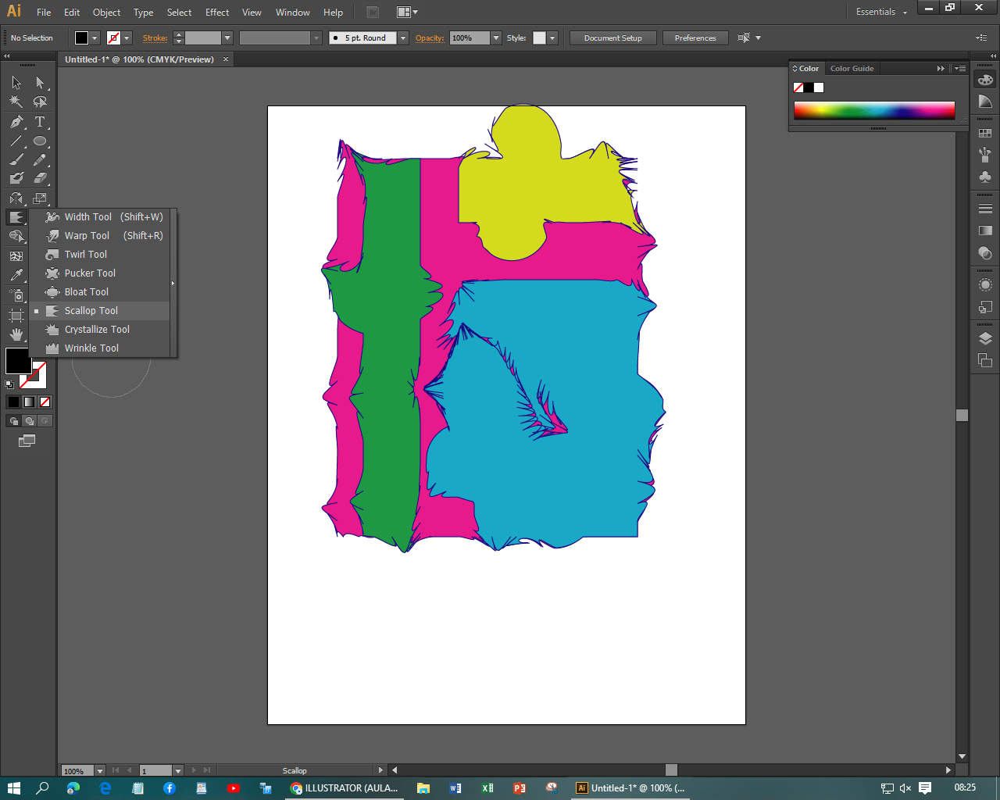 Ai File Edit Object Type Select Effect View Window Help Br Essentials
No Selection Stroke: 5 pt. Round Opacity: 100% Style: Document Setup Preferences
Untitled-1* @ 100% (CMYK/Preview) ×
Color Color Guide
T
Width Tool (Shift+W)
Warp Tool (Shift+R)
Twirl Tool
Pucker Tool
Bloat Tool
Scallop Tool
Crystallize Tool
Wrinkle Tool
100% 1 Scallop
ILLUSTRATOR (AULA... Ai Untitled-1* @ 100% (... 08:25